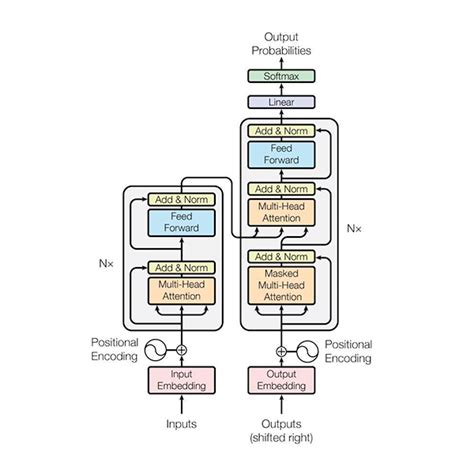 Output
Probabilities
Softmax
Linear
Add & Norm
Feed
Forward
Add & Norm
Multi-Head
Attention
Add & Norm
Masked
Multi-Head
Attention
Nx
Add & Norm
Feed
Forward
Add & Norm
Multi-Head
Attention
Nx
Positional
Encoding
Positional
Encoding
Input
Embedding
Output
Embedding
Inputs
Outputs
(shifted right)